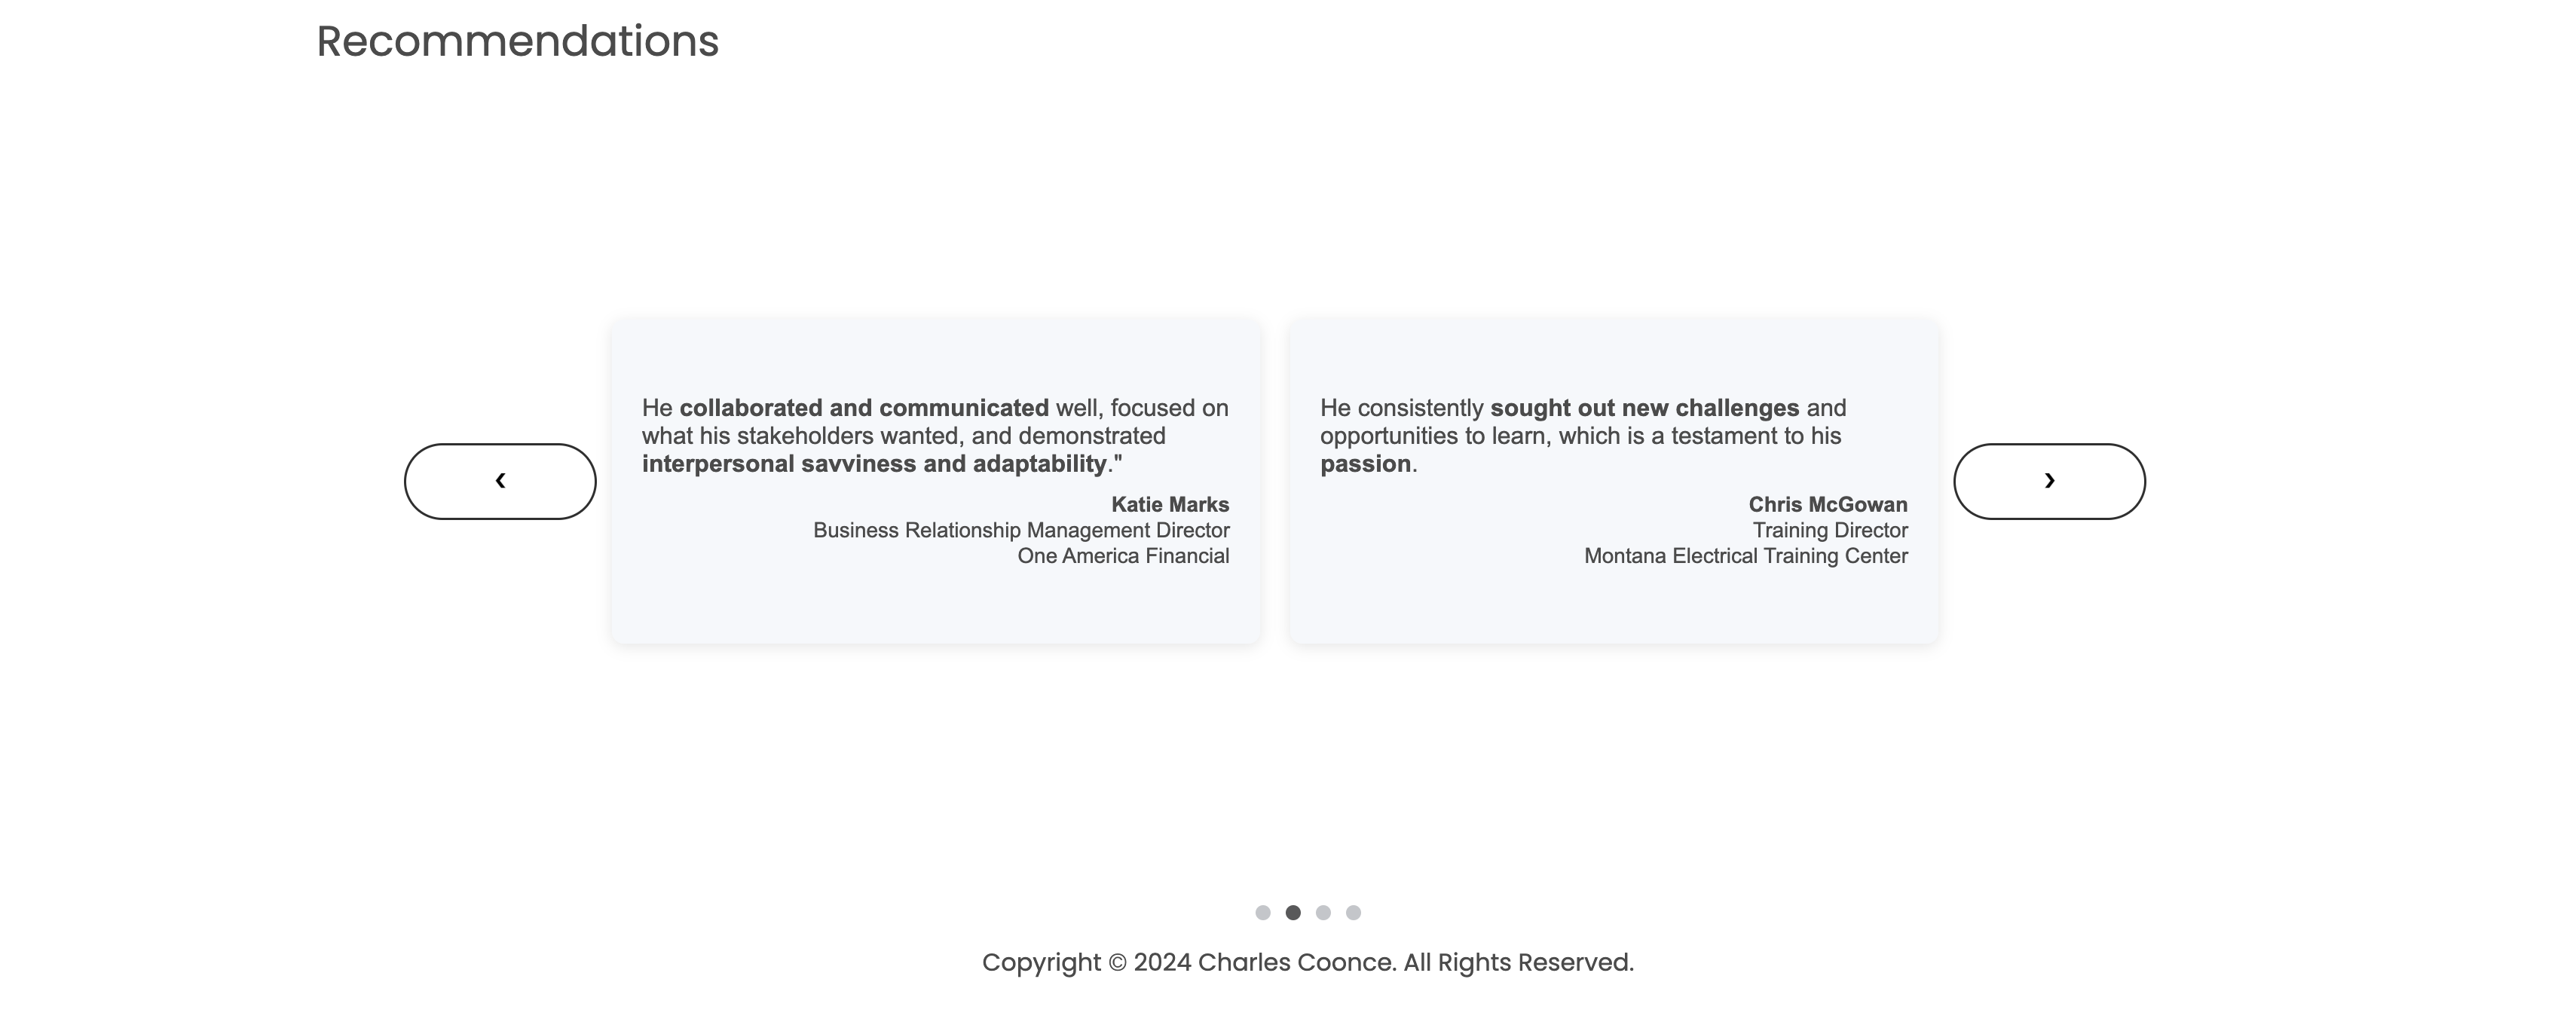 Recommendations
He collaborated and communicated well, focused on
what his stakeholders wanted, and demonstrated
interpersonal savviness and adaptability."
Katie Marks
Business Relationship Management Director
One America Financial
He consistently sought out new challenges and
opportunities to learn, which is a testament to his
passion.
Chris McGowan
Training Director
Montana Electrical Training Center
‹
›
Copyright © 2024 Charles Coonce. All Rights Reserved.